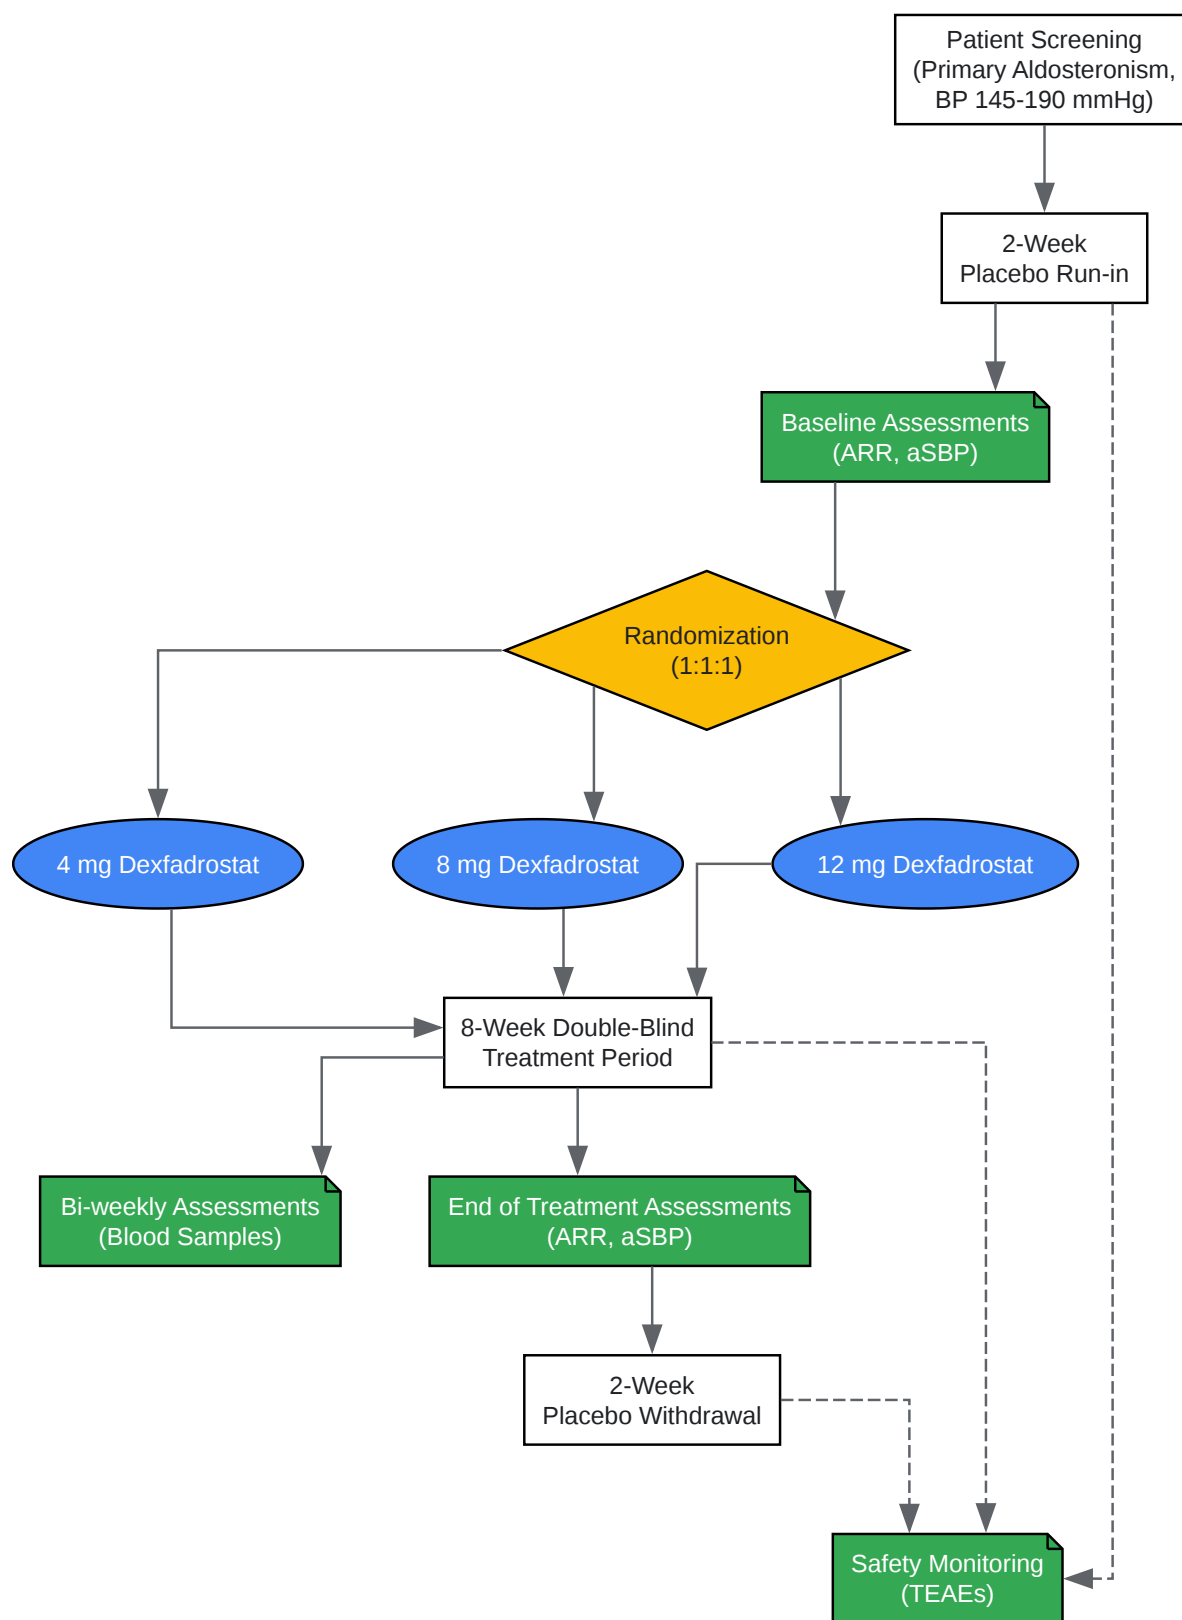 Patient Screening
(Primary Aldosteronism,
BP 145-190 mmHg)
2-Week
Placebo Run-in
Baseline Assessments
(ARR, aSBP)
Randomization
(1:1:1)
4 mg Dexfadrostat
8 mg Dexfadrostat
12 mg Dexfadrostat
8-Week Double-Blind
Treatment Period
Bi-weekly Assessments
(Blood Samples)
End of Treatment Assessments
(ARR, aSBP)
2-Week
Placebo Withdrawal
Safety Monitoring
(TEAEs)